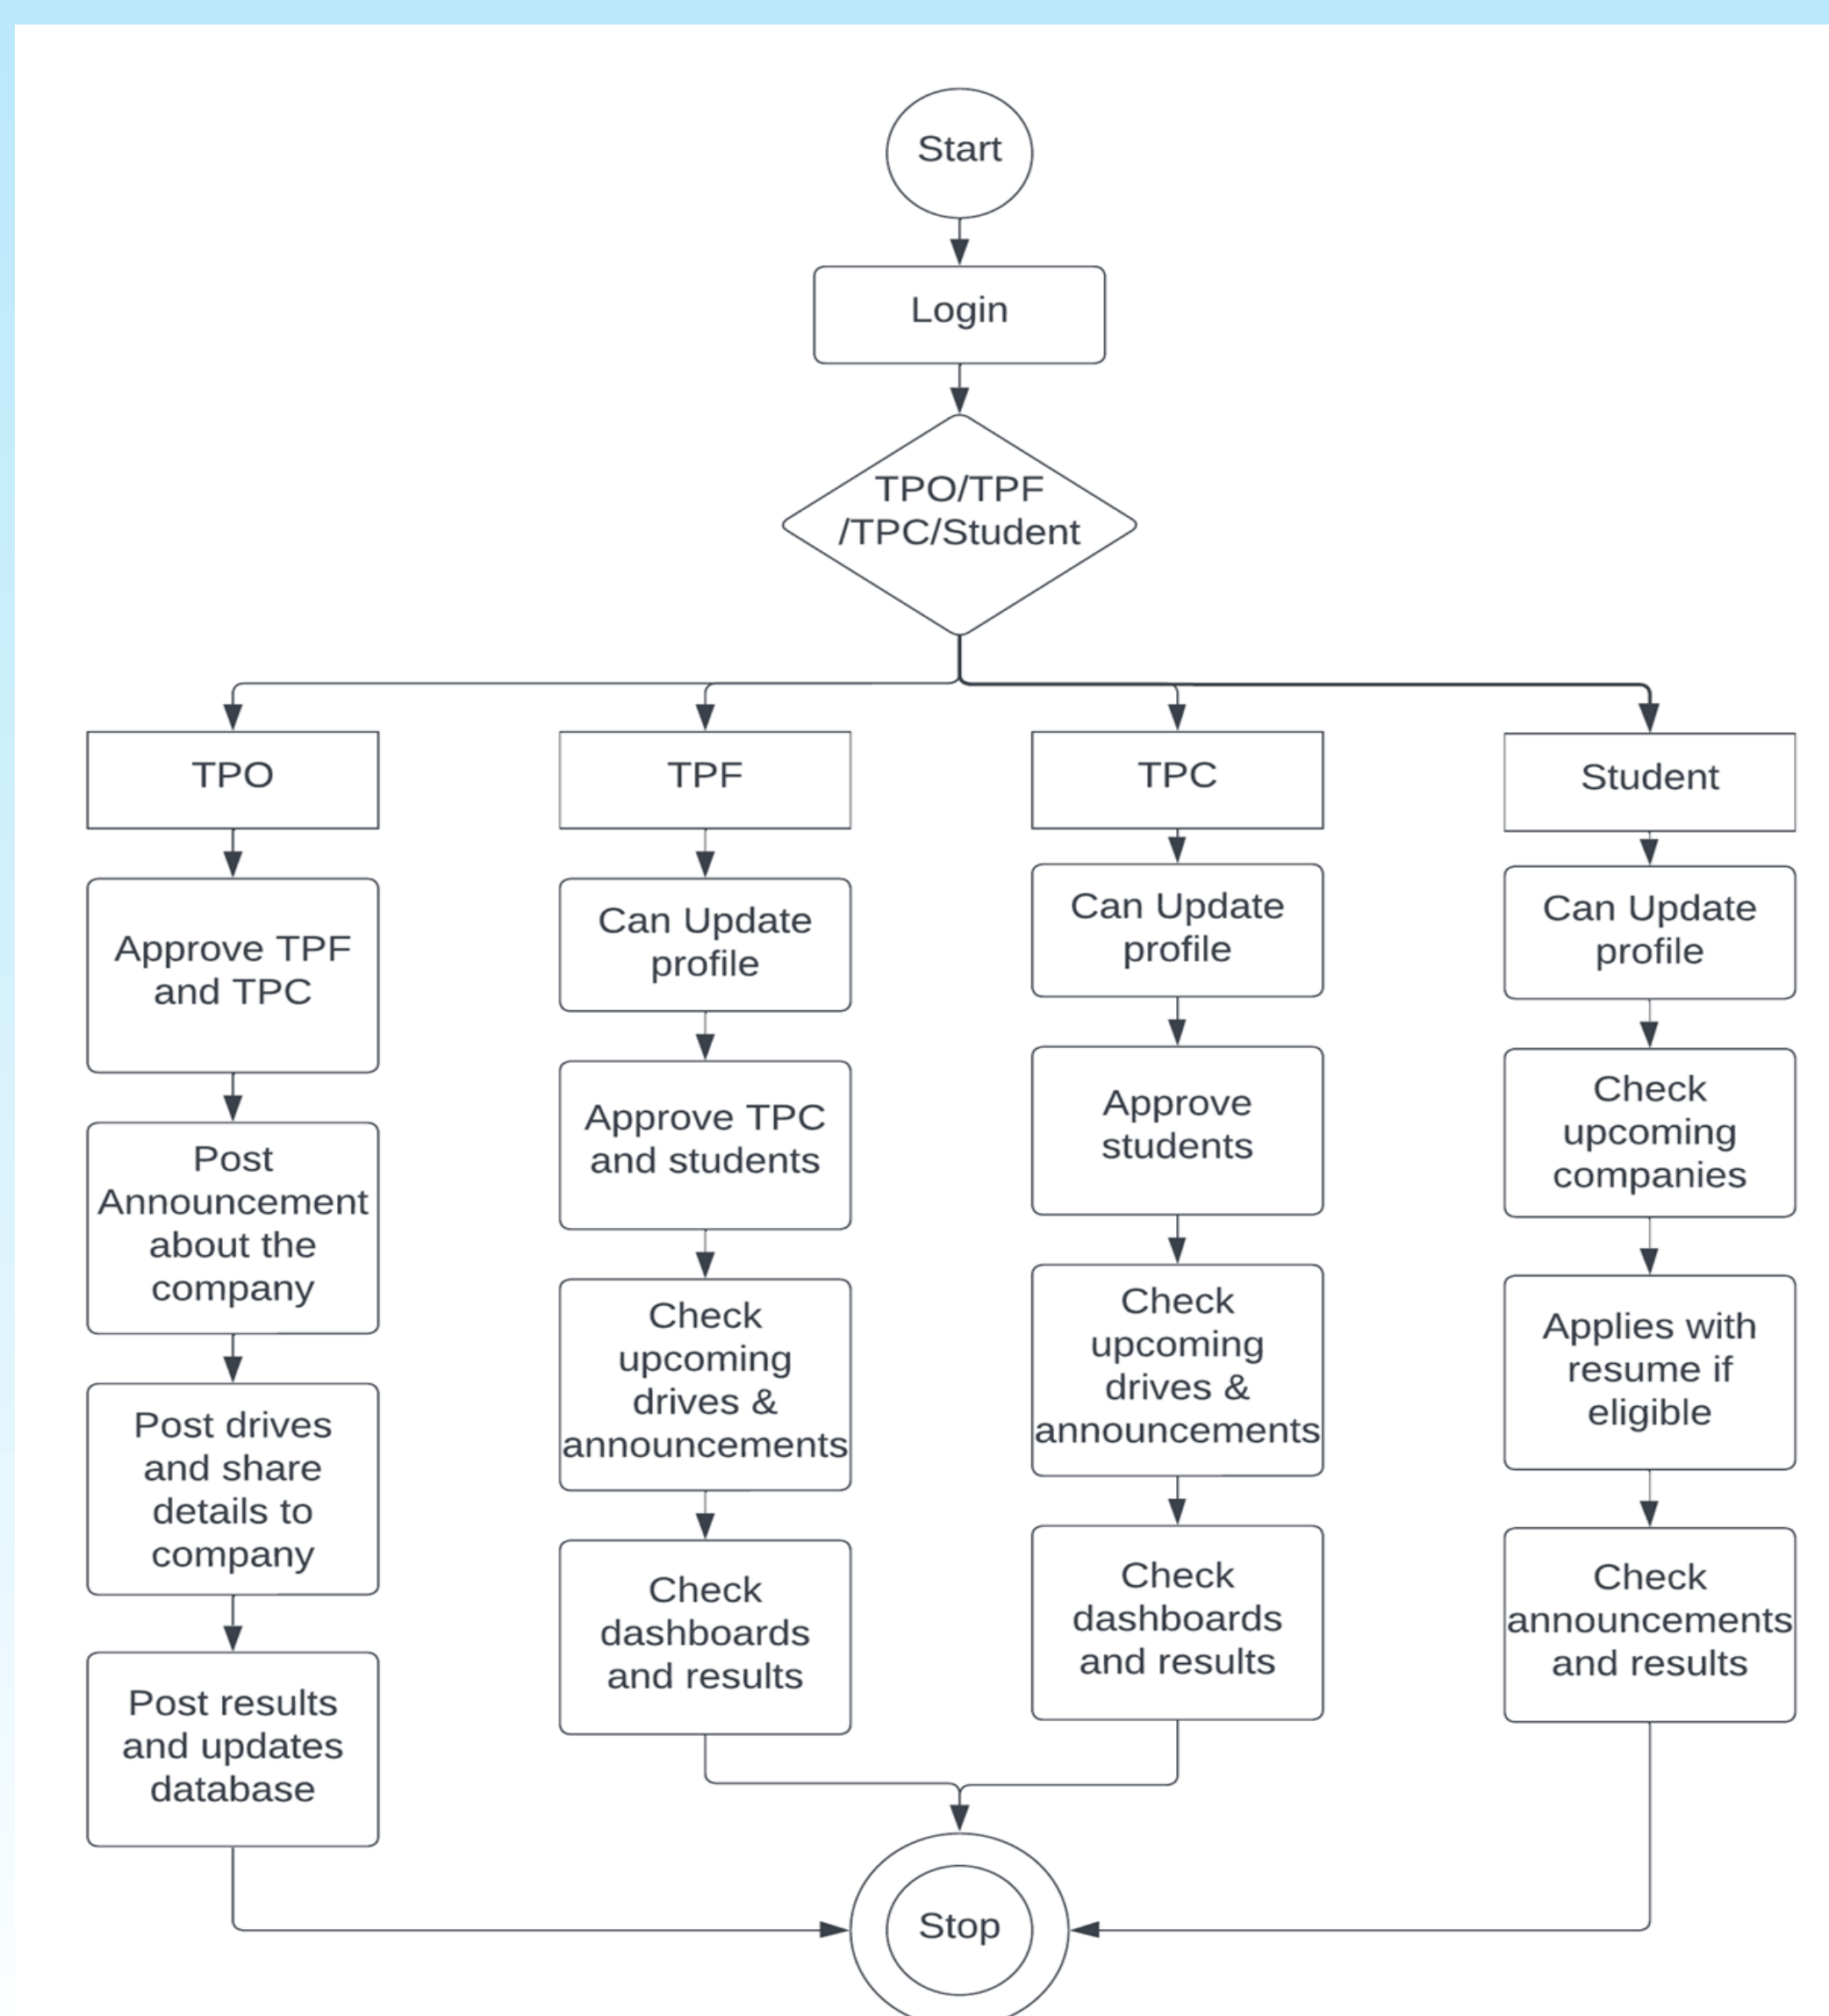 Start
Login
TPO/TPF
/TPC/Student
TPO
Approve TPF
and TPC
Post
Announcement
about the
company
Post drives
and share
details to
company
Post results
and updates
database
TPF
Can Update
profile
Approve TPC
and students
Check
upcoming
drives &
announcements
Check
dashboards
and results
TPC
Can Update
profile
Approve
students
Check
upcoming
drives &
announcements
Check
dashboards
and results
Student
Can Update
profile
Check
upcoming
companies
Applies with
resume if
eligible
Check
announcements
and results
Stop